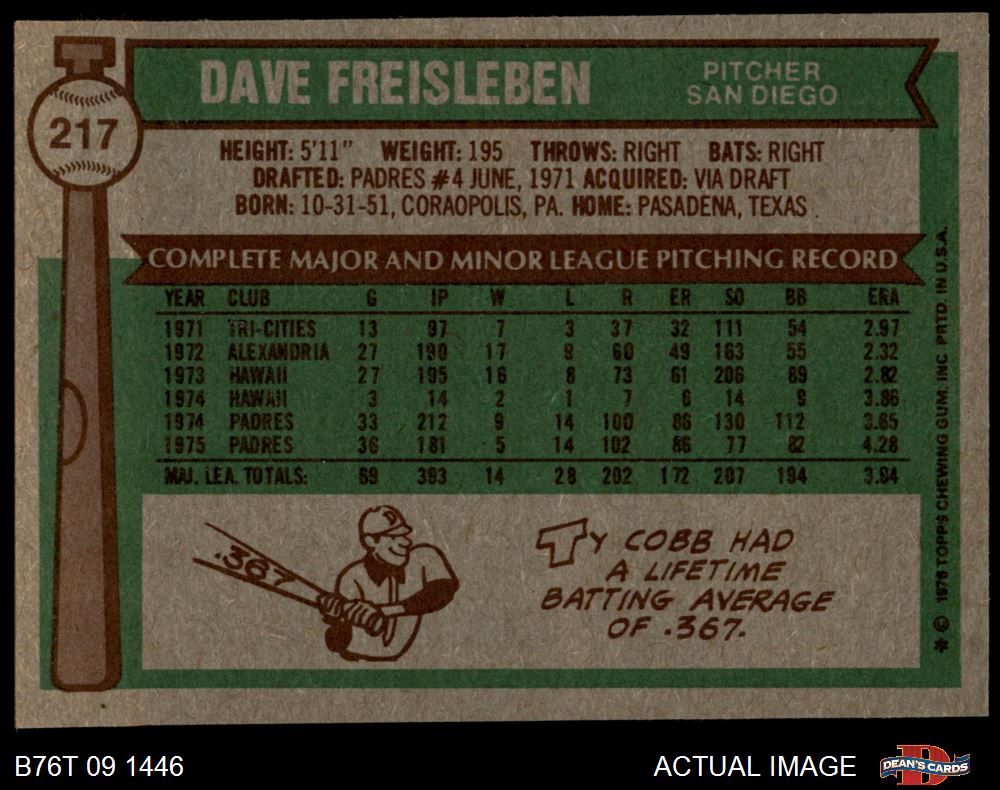 DAVE FREISLEBEN
PITCHER
SAN DIEGO
217
HEIGHT: 5'11" WEIGHT: 195 THROWS: RIGHT BATS: RIGHT
DRAFTED: PADRES #4 JUNE, 1971 ACQUIRED: VIA DRAFT
BORN: 10-31-51, CORAOPOLIS, PA. HOME: PASADENA, TEXAS
COMPLETE MAJOR AND MINOR LEAGUE PITCHING RECORD
YEAR CLUB G IP W L R ER SO BB ERA
1971 TRI-CITIES 13 97 7 3 37 32 111 54 2.97
1972 ALEXANDRIA 27 190 17 9 60 49 163 55 2.32
1973 HAWAII 27 195 16 8 73 61 206 89 2.82
1974 HAWAII 3 14 2 1 7 6 14 9 3.86
1974 PADRES 33 212 9 14 100 86 130 112 3.65
1975 PADRES 36 181 5 14 102 86 77 82 4.28
MAJ. LEA. TOTALS: 69 393 14 28 202 172 207 194 3.94
.367
TY COBB HAD
A LIFETIME
BATTING AVERAGE
OF .367.
* © 1976 TOPPS CHEWING GUM, INC. PRTD. IN U.S.A.
B76T 09 1446
ACTUAL IMAGE
D
DEAN'S CARDS